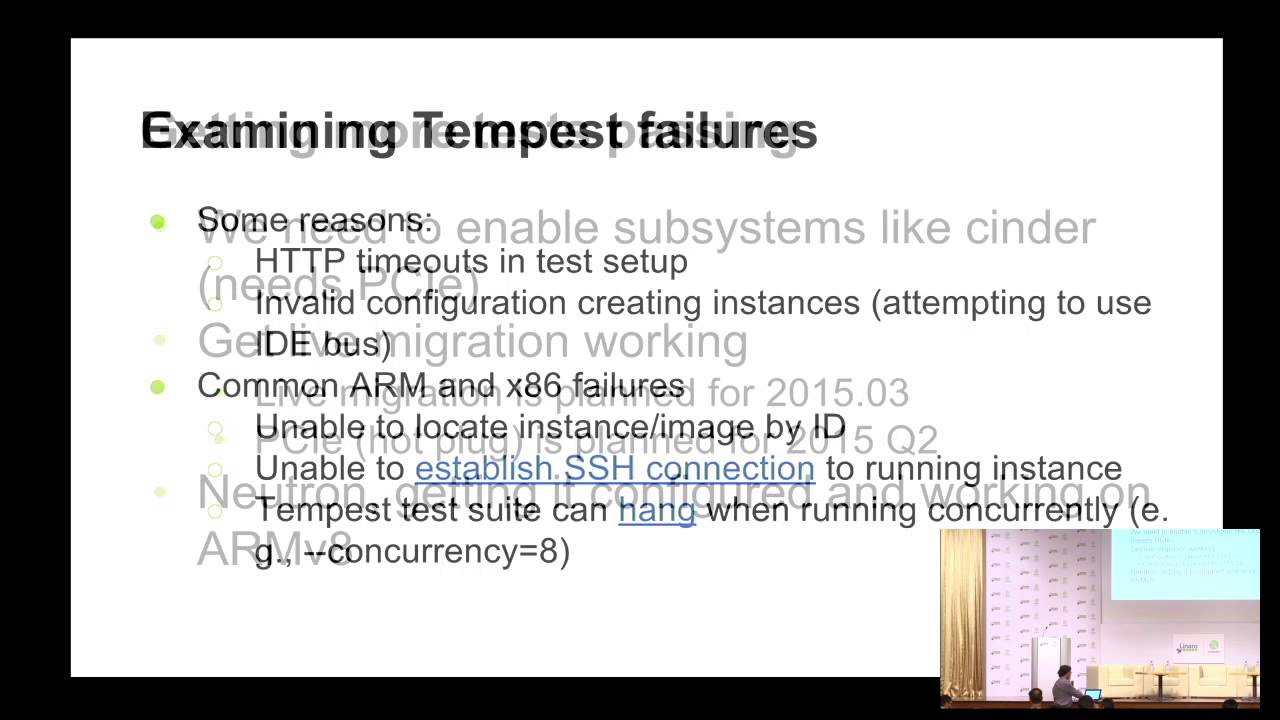 Examining Tempest failures
Some reasons:
HTTP timeouts in test setup
Invalid configuration creating instances (attempting to use
IDE bus)
Common ARM and x86 failures
Unable to locate instance/image by ID
Unable to establish SSH connection to running instance
Tempest test suite can hang when running concurrently (e.
g., --concurrency=8)
Getting more tests passing
We need to enable subsystems like cinder
(needs PCIe)
Get live migration working
Live migration is planned for 2015.03
PCIe (hot plug) is planned for 2015 Q2
Neutron, getting it configured and working on
ARMv8
Linaro